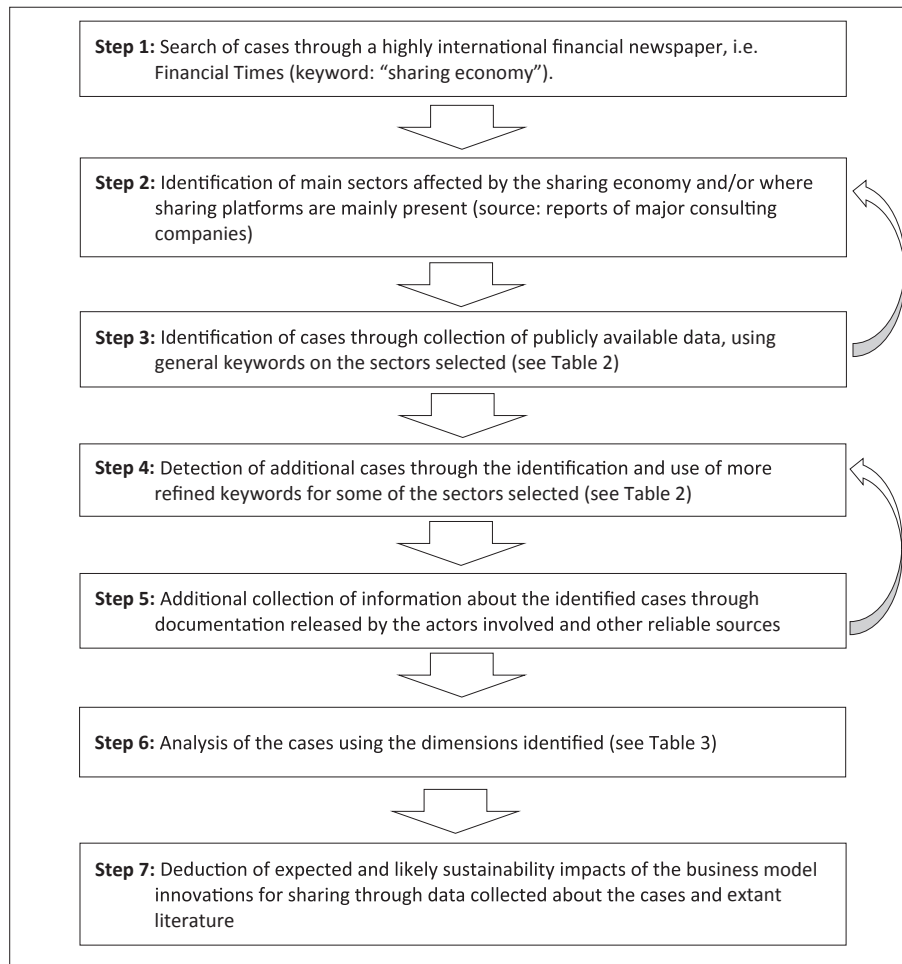 Step 1: Search of cases through a highly international financial newspaper, i.e.
Financial Times (keyword: “sharing economy”).
Step 2: Identification of main sectors affected by the sharing economy and/or where
sharing platforms are mainly present (source: reports of major consulting
companies)
Step 3: Identification of cases through collection of publicly available data, using
general keywords on the sectors selected (see Table 2)
Step 4: Detection of additional cases through the identification and use of more
refined keywords for some of the sectors selected (see Table 2)
Step 5: Additional collection of information about the identified cases through
documentation released by the actors involved and other reliable sources
Step 6: Analysis of the cases using the dimensions identified (see Table 3)
Step 7: Deduction of expected and likely sustainability impacts of the business model
innovations for sharing through data collected about the cases and extant
literature